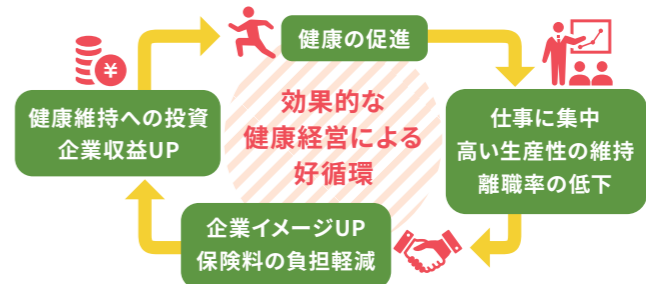 健康の促進
¥
健康維持への投資
企業収益UP
効果的な
健康経営による
好循環
仕事に集中
高い生産性の維持
離職率の低下
企業イメージUP
保険料の負担軽減